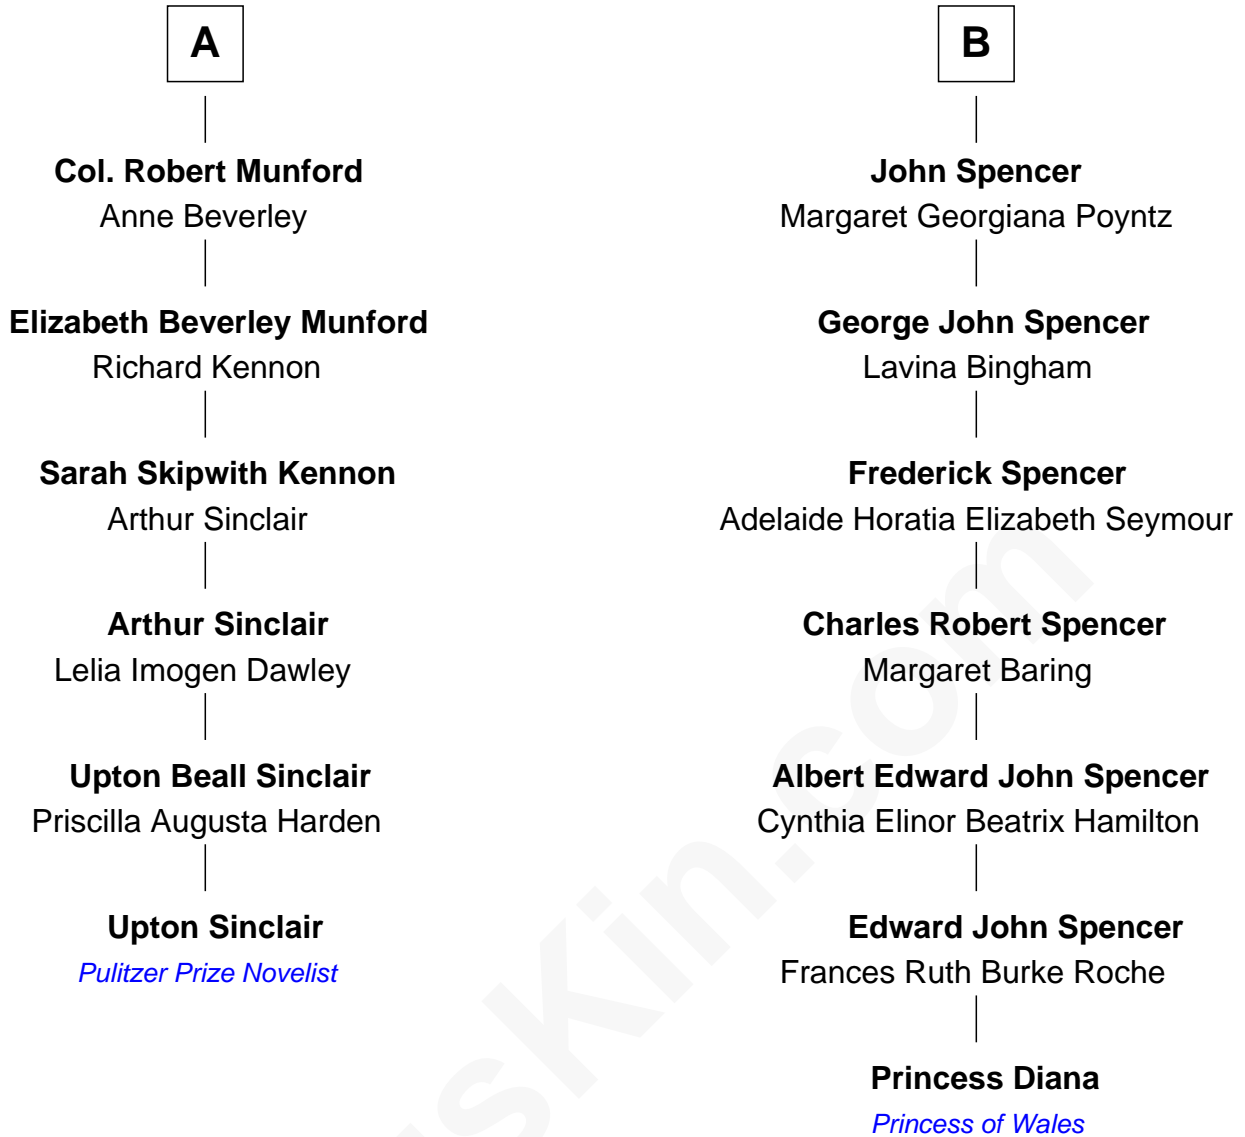 A
Col. Robert Munford
Anne Beverley
Elizabeth Beverley Munford
Richard Kennon
Sarah Skipwith Kennon
Arthur Sinclair
Arthur Sinclair
Lelia Imogen Dawley
Upton Beall Sinclair
Priscilla Augusta Harden
Upton Sinclair
Pulitzer Prize Novelist
B
John Spencer
Margaret Georgiana Poyntz
George John Spencer
Lavina Bingham
Frederick Spencer
Adelaide Horatia Elizabeth Seymour
Charles Robert Spencer
Margaret Baring
Albert Edward John Spencer
Cynthia Elinor Beatrix Hamilton
Edward John Spencer
Frances Ruth Burke Roche
Princess Diana
Princess of Wales